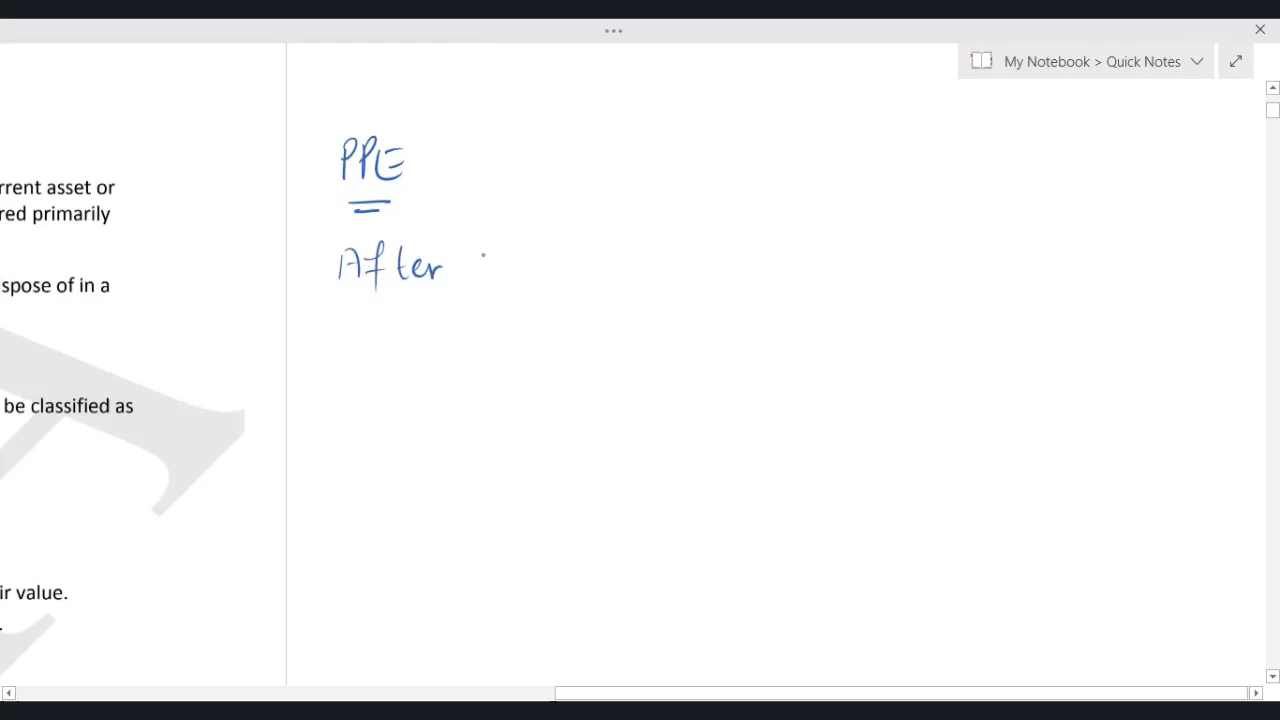 My Notebook > Quick Notes
rrent asset or
red primarily
spose of in a
be classified as
ir value.
PPE
After